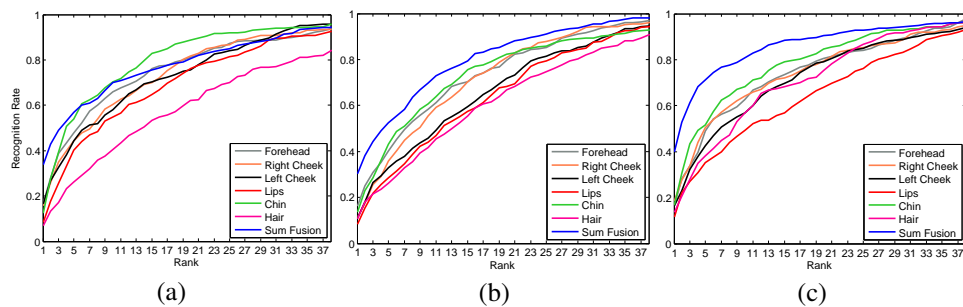 1
0.8
0.6
0.4
0.2
0
Recognition Rate
1 3 5 7 9 11 13 15 17 19 21 23 25 27 29 31 33 35 37
Rank
Forehead
Right Cheek
Left Cheek
Lips
Chin
Hair
Sum Fusion
(a)
1
0.8
0.6
0.4
0.2
0
1 3 5 7 9 11 13 15 17 19 21 23 25 27 29 31 33 35 37
Rank
Forehead
Right Cheek
Left Cheek
Lips
Chin
Hair
Sum Fusion
(b)
1
0.8
0.6
0.4
0.2
0
1 3 5 7 9 11 13 15 17 19 21 23 25 27 29 31 33 35 37
Rank
Forehead
Right Cheek
Left Cheek
Lips
Chin
Hair
Sum Fusion
(c)